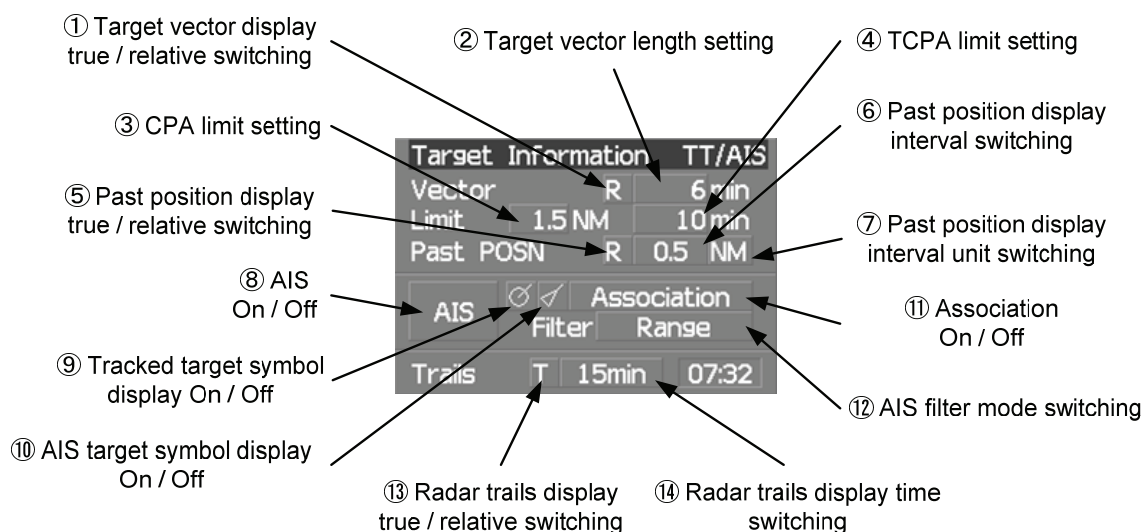 ① Target vector display
true / relative switching
② Target vector length setting
④ TCPA limit setting
③ CPA limit setting
⑥ Past position display
interval switching
⑤ Past position display
true / relative switching
⑦ Past position display
interval unit switching
Target Information TT/AIS
Vector R 6 min
Limit 1.5 NM 10 min
Past POSN R 0.5 NM
AIS Association
Filter Range
Trails T 15min 07:32
⑧ AIS
On / Off
⑪ Association
On / Off
⑨ Tracked target symbol
display On / Off
⑫ AIS filter mode switching
⑩ AIS target symbol display
On / Off
⑬ Radar trails display
true / relative switching
⑭ Radar trails display time
switching